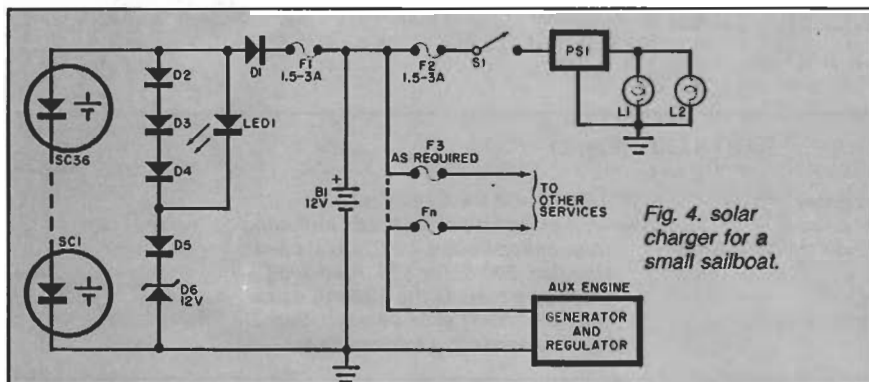 D1
F1
1.5-3A
F2
1.5-3A
S1
PS1
L1
L2
D2
D3
D4
LED1
SC36
F3
AS REQUIRED
+
B1
12V
TO
OTHER
SERVICES
Fn
D5
D6
12V
SC1
Fig. 4. solar
charger for a
small sailboat.
AUX ENGINE
GENERATOR
AND
REGULATOR